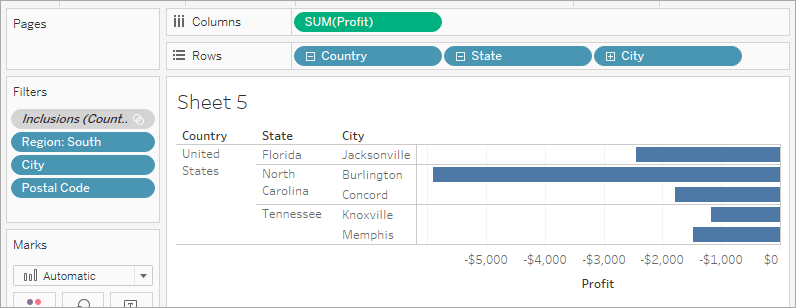 Pages
Columns
SUM(Profit)
Rows
Country
State
City
Filters
Inclusions (Count..
Region: South
City
Postal Code
Marks
Automatic
Sheet 5
Country State City
United States Florida Jacksonville
North Carolina Burlington
Concord
Tennessee Knoxville
Memphis
-$5,000 -$4,000 -$3,000 -$2,000 -$1,000 $0
Profit